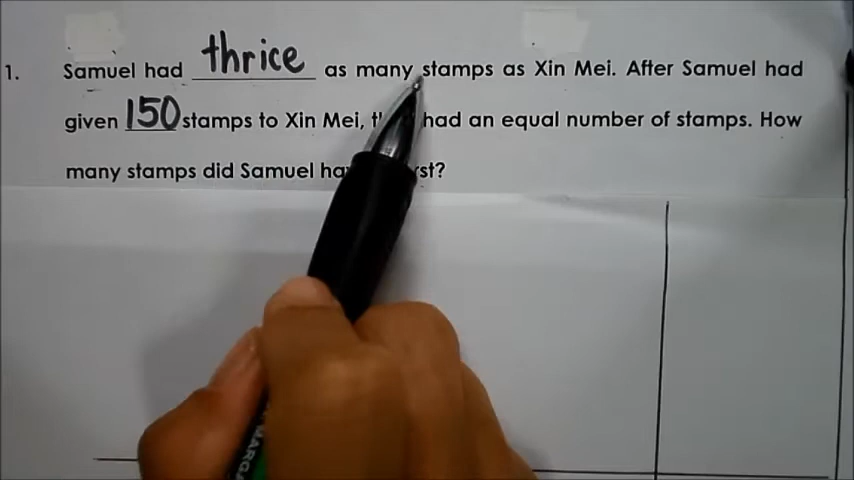 1. Samuel had thrice as many stamps as Xin Mei. After Samuel had
given 150 stamps to Xin Mei, had an equal number of stamps. How
many stamps did Samuel